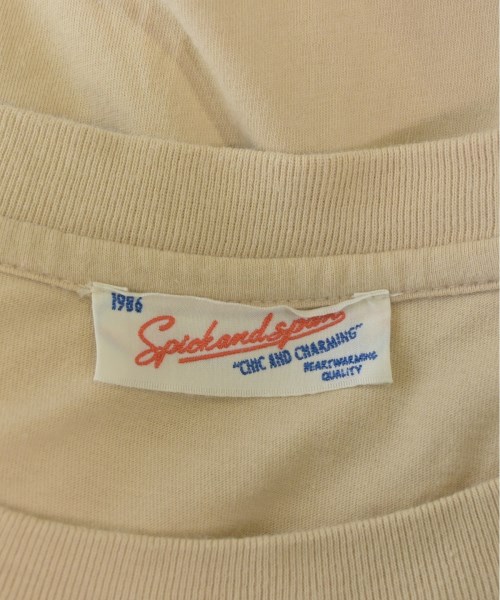 1986
Spickandspan
"CHIC AND CHARMING"
HEARTWARMING
QUALITY